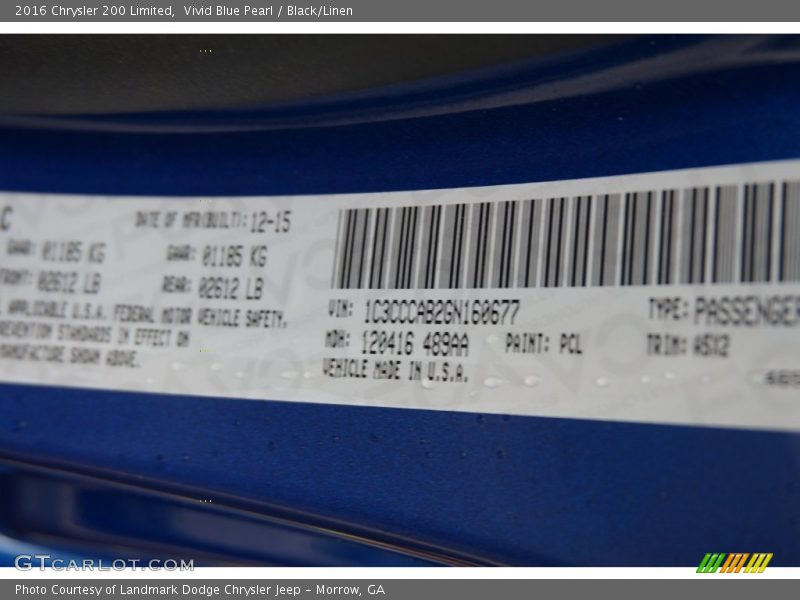 2016 Chrysler 200 Limited,  Vivid Blue Pearl / Black/Linen
C
DATE OF MFR(BUILT): 12-15
GAWR: 01185 KG
GAWR: 01185 KG
FRONT: 02612 LB
REAR: 02612 LB
APPLICABLE U.S.A. FEDERAL MOTOR VEHICLE SAFETY,
PREVENTION STANDARDS IN EFFECT ON
MANUFACTURE SHOWN ABOVE.
VIN: 1C3CCCAB2GN160677
TYPE: PASSENGER
MDH: 120416 489AA
PAINT: PCL
TRIM: A5X2
VEHICLE MADE IN U.S.A.
GTCARLOT.COM
Photo Courtesy of Landmark Dodge Chrysler Jeep – Morrow, GA